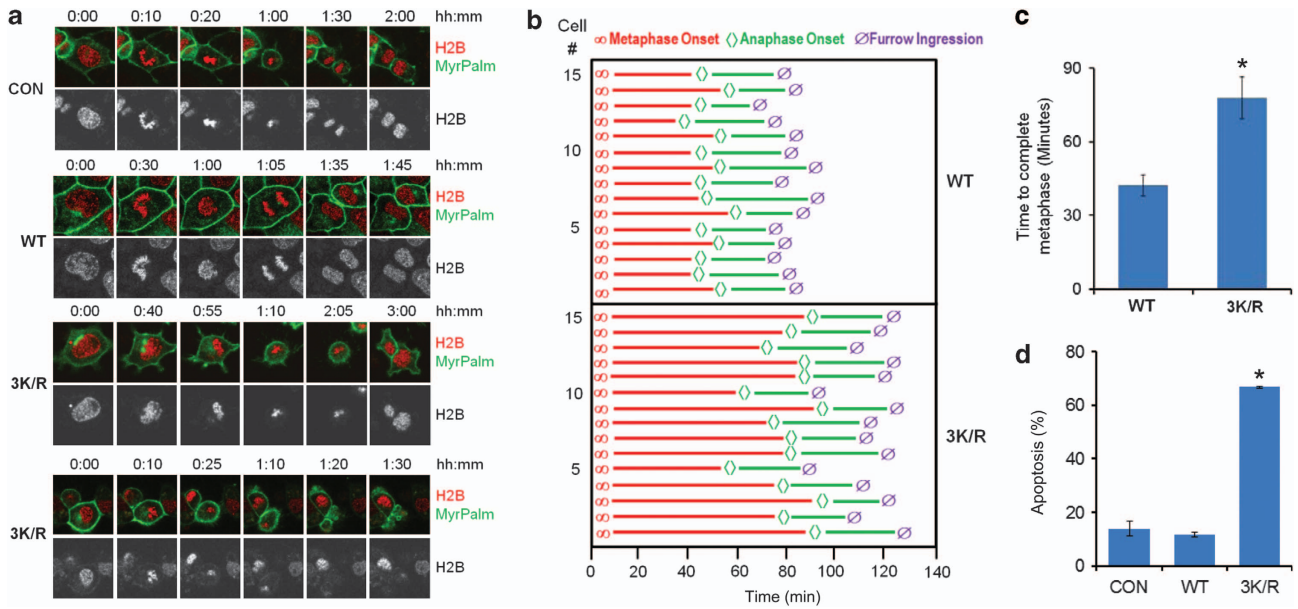 a
0:00 0:10 0:20 1:00 1:30 2:00 hh:mm
CON
H2B
MyrPalm
H2B
0:00 0:30 1:00 1:05 1:35 1:45 hh:mm
WT
H2B
MyrPalm
H2B
0:00 0:40 0:55 1:10 2:05 3:00 hh:mm
3K/R
H2B
MyrPalm
H2B
0:00 0:10 0:25 1:10 1:20 1:30 hh:mm
3K/R
H2B
MyrPalm
H2B
b
Cell
#
∞ Metaphase Onset ⟨⟩ Anaphase Onset ∅ Furrow Ingression
15
10
5
WT
15
10
5
3K/R
0 20 40 60 80 100 120 140
Time (min)
c
Time to complete
metaphase (Minutes)
90
60
30
0
*
WT 3K/R
d
Apoptosis (%)
80
60
40
20
0
*
CON WT 3K/R